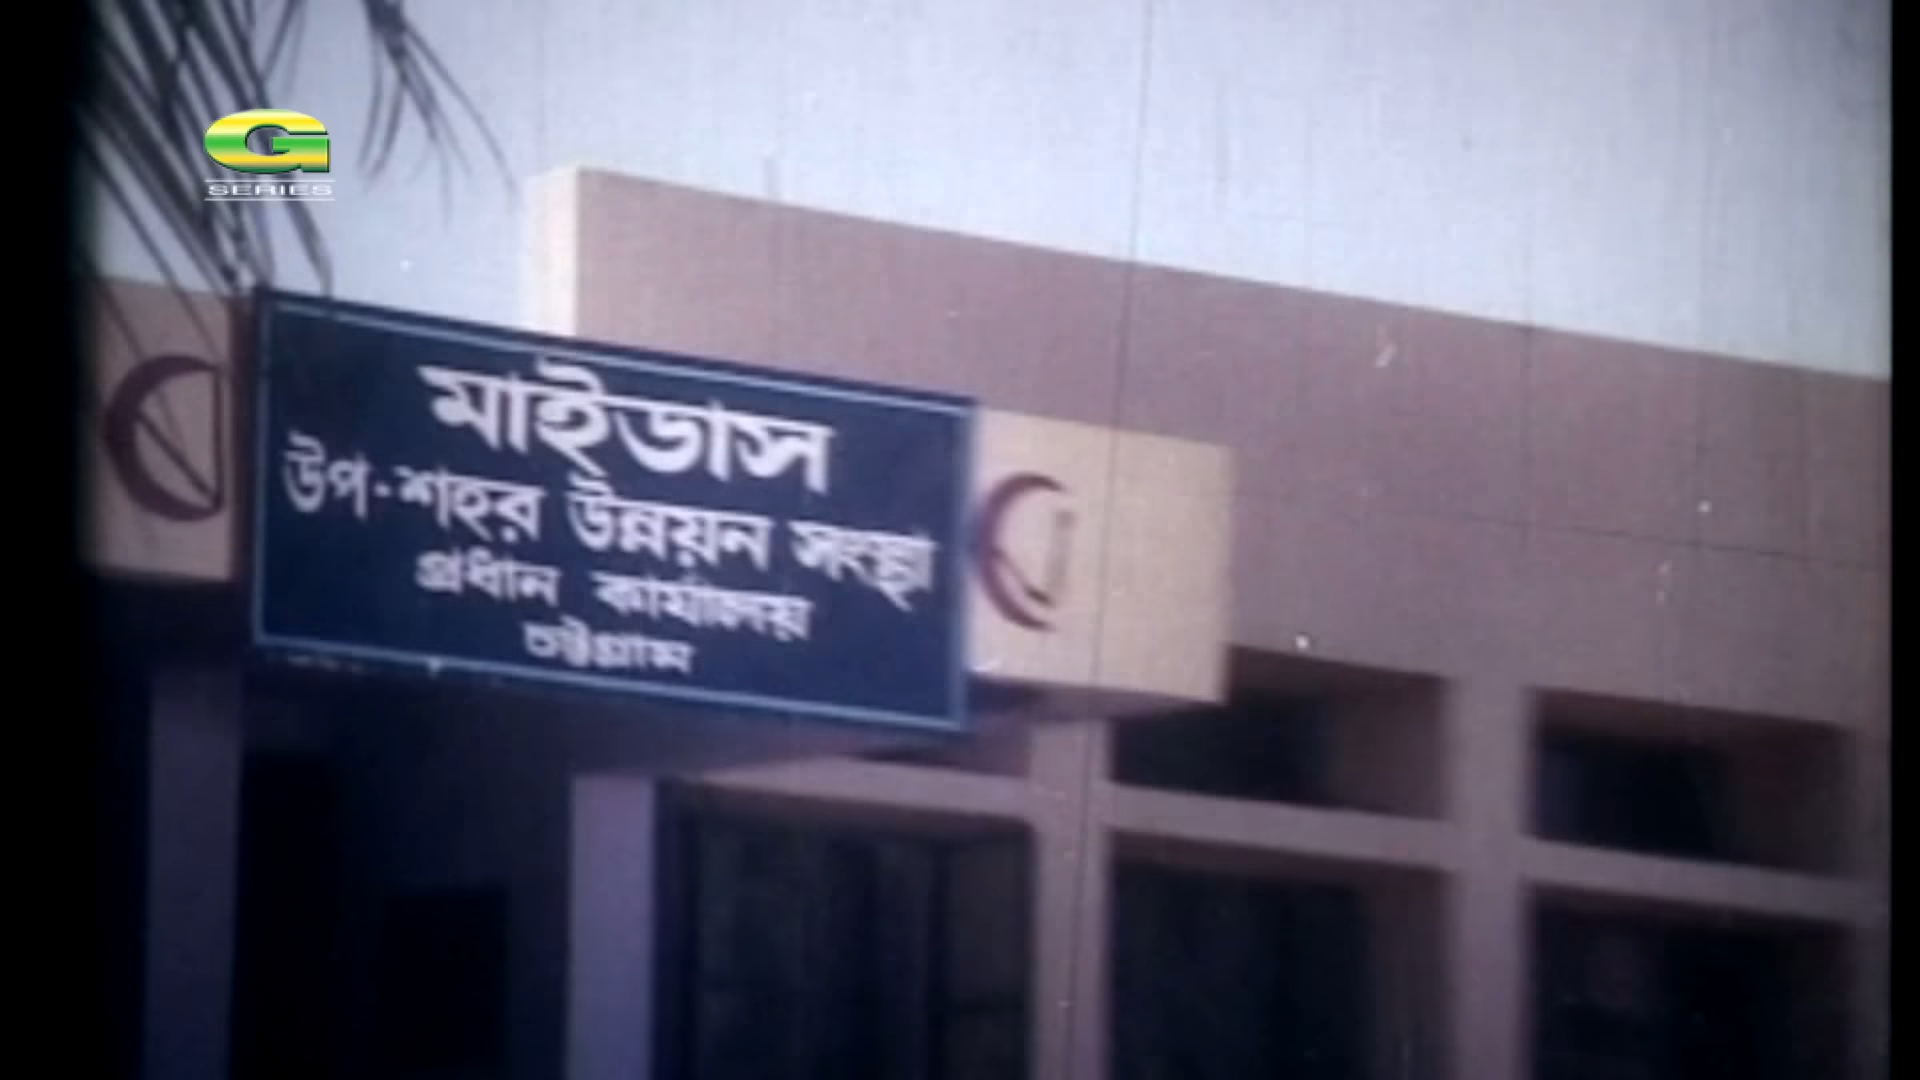 G
SERIES
মাইডাস
উপ-শহর উন্নয়ন সংস্থা
প্রধান কার্যালয়
চট্টগ্রাম